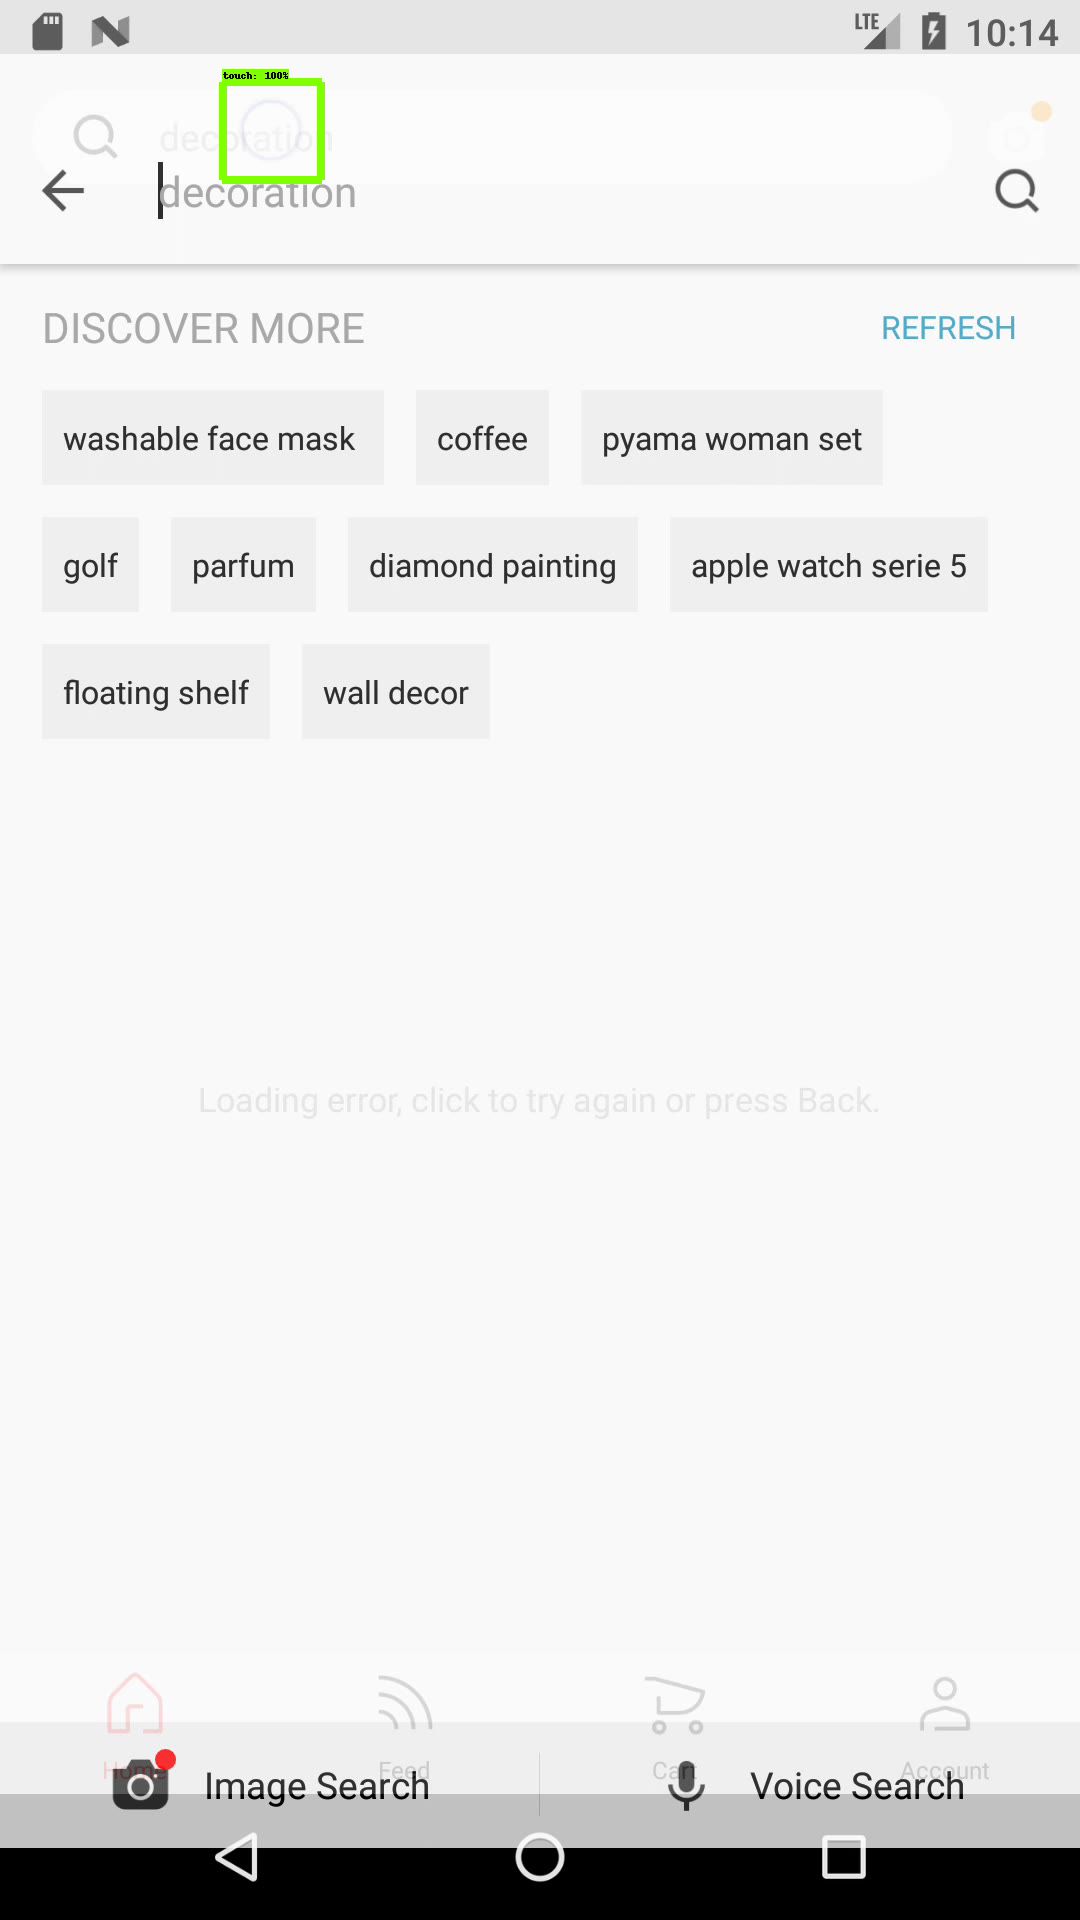 LTE 10:14
touch: 100%
decoration
decoration
DISCOVER MORE REFRESH
washable face mask coffee pyama woman set
golf parfum diamond painting apple watch serie 5
floating shelf wall decor
Loading error, click to try again or press Back.
Home Feed Cart Account
Image Search Voice Search